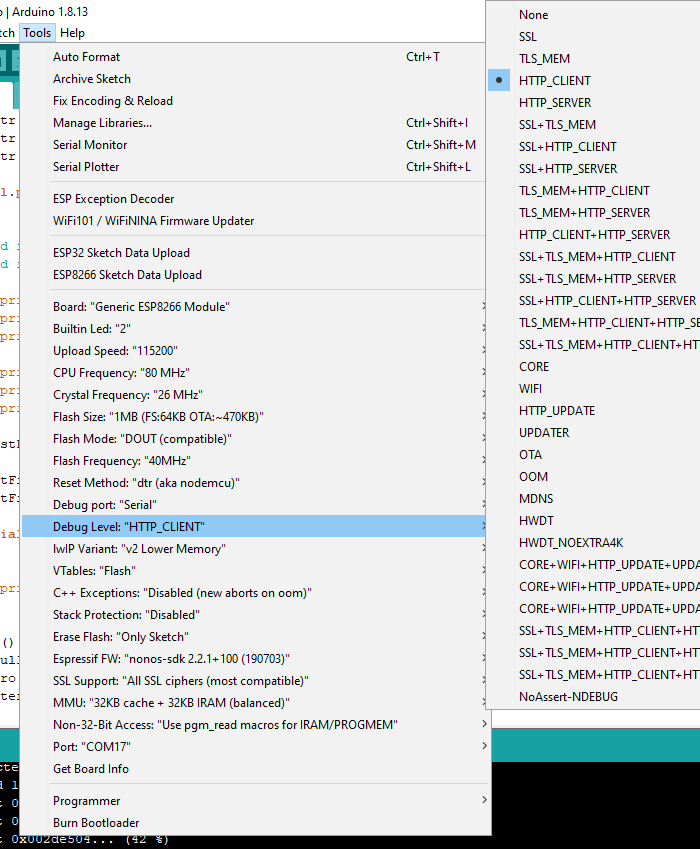 | Arduino 1.8.13
tch Tools Help
Auto Format Ctrl+T
Archive Sketch
Fix Encoding & Reload
Manage Libraries... Ctrl+Shift+I
Serial Monitor Ctrl+Shift+M
Serial Plotter Ctrl+Shift+L
ESP Exception Decoder
WiFi101 / WiFiNINA Firmware Updater
ESP32 Sketch Data Upload
ESP8266 Sketch Data Upload
Board: "Generic ESP8266 Module"
Builtin Led: "2"
Upload Speed: "115200"
CPU Frequency: "80 MHz"
Crystal Frequency: "26 MHz"
Flash Size: "1MB (FS:64KB OTA:~470KB)"
Flash Mode: "DOUT (compatible)"
Flash Frequency: "40MHz"
Reset Method: "dtr (aka nodemcu)"
Debug port: "Serial"
Debug Level: "HTTP_CLIENT"
lwIP Variant: "v2 Lower Memory"
VTables: "Flash"
C++ Exceptions: "Disabled (new aborts on oom)"
Stack Protection: "Disabled"
Erase Flash: "Only Sketch"
Espressif FW: "nonos-sdk 2.2.1+100 (190703)"
SSL Support: "All SSL ciphers (most compatible)"
MMU: "32KB cache + 32KB IRAM (balanced)"
Non-32-Bit Access: "Use pgm_read macros for IRAM/PROGMEM"
Port: "COM17"
Get Board Info
Programmer
Burn Bootloader
t 0x002de504... (42 %)
None
SSL
TLS_MEM
HTTP_CLIENT
HTTP_SERVER
SSL+TLS_MEM
SSL+HTTP_CLIENT
SSL+HTTP_SERVER
TLS_MEM+HTTP_CLIENT
TLS_MEM+HTTP_SERVER
HTTP_CLIENT+HTTP_SERVER
SSL+TLS_MEM+HTTP_CLIENT
SSL+TLS_MEM+HTTP_SERVER
SSL+HTTP_CLIENT+HTTP_SERVER
TLS_MEM+HTTP_CLIENT+HTTP_SE
SSL+TLS_MEM+HTTP_CLIENT+HT
CORE
WIFI
HTTP_UPDATE
UPDATER
OTA
OOM
MDNS
HWDT
HWDT_NOEXTRA4K
CORE+WIFI+HTTP_UPDATE+UPDA
CORE+WIFI+HTTP_UPDATE+UPDA
CORE+WIFI+HTTP_UPDATE+UPDA
SSL+TLS_MEM+HTTP_CLIENT+HT
SSL+TLS_MEM+HTTP_CLIENT+HT
SSL+TLS_MEM+HTTP_CLIENT+HT
NoAssert-NDEBUG